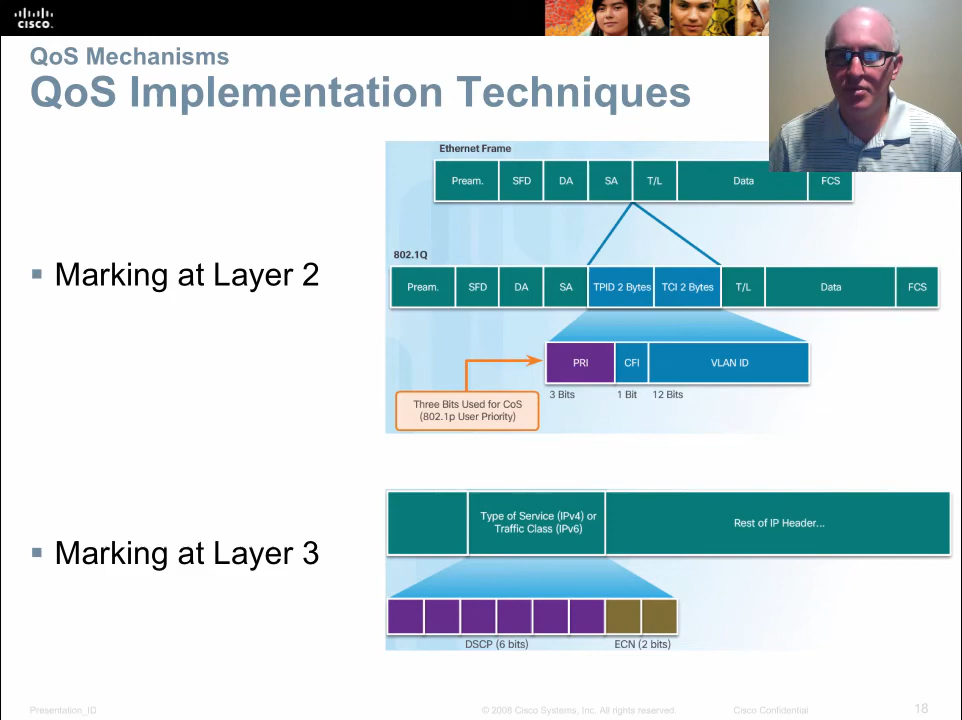 CISCO.
QoS Mechanisms
QoS Implementation Techniques
Ethernet Frame
Pream. SFD DA SA T/L Data FCS
802.1Q
Pream. SFD DA SA TPID 2 Bytes TCI 2 Bytes T/L Data FCS
▪ Marking at Layer 2
PRI CFI VLAN ID
3 Bits 1 Bit 12 Bits
Three Bits Used for CoS
(802.1p User Priority)
Type of Service (IPv4) or
Traffic Class (IPv6)
Rest of IP Header...
▪ Marking at Layer 3
DSCP (6 bits) ECN (2 bits)
Presentation_ID © 2008 Cisco Systems, Inc. All rights reserved. Cisco Confidential 18